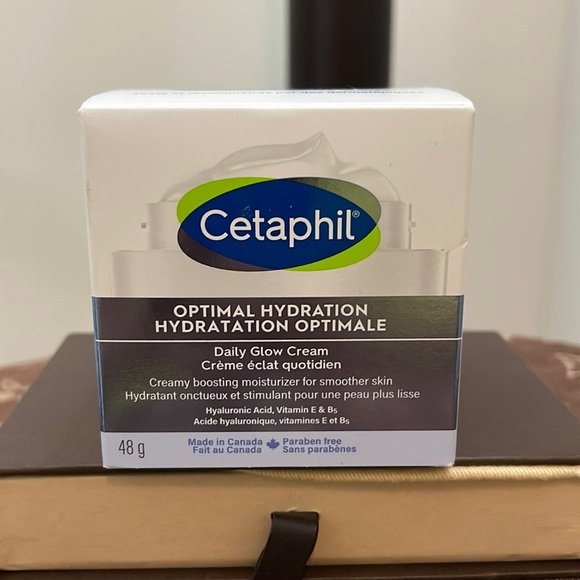 Cetaphil®
OPTIMAL HYDRATION
HYDRATATION OPTIMALE
Daily Glow Cream
Crème éclat quotidien
Creamy boosting moisturizer for smoother skin
Hydratant onctueux et stimulant pour une peau plus lisse
Hyaluronic Acid, Vitamin E & B₅
Acide hyaluronique, vitamines E et B₅
48 g
Made in Canada Paraben free
Fait au Canada Sans parabènes